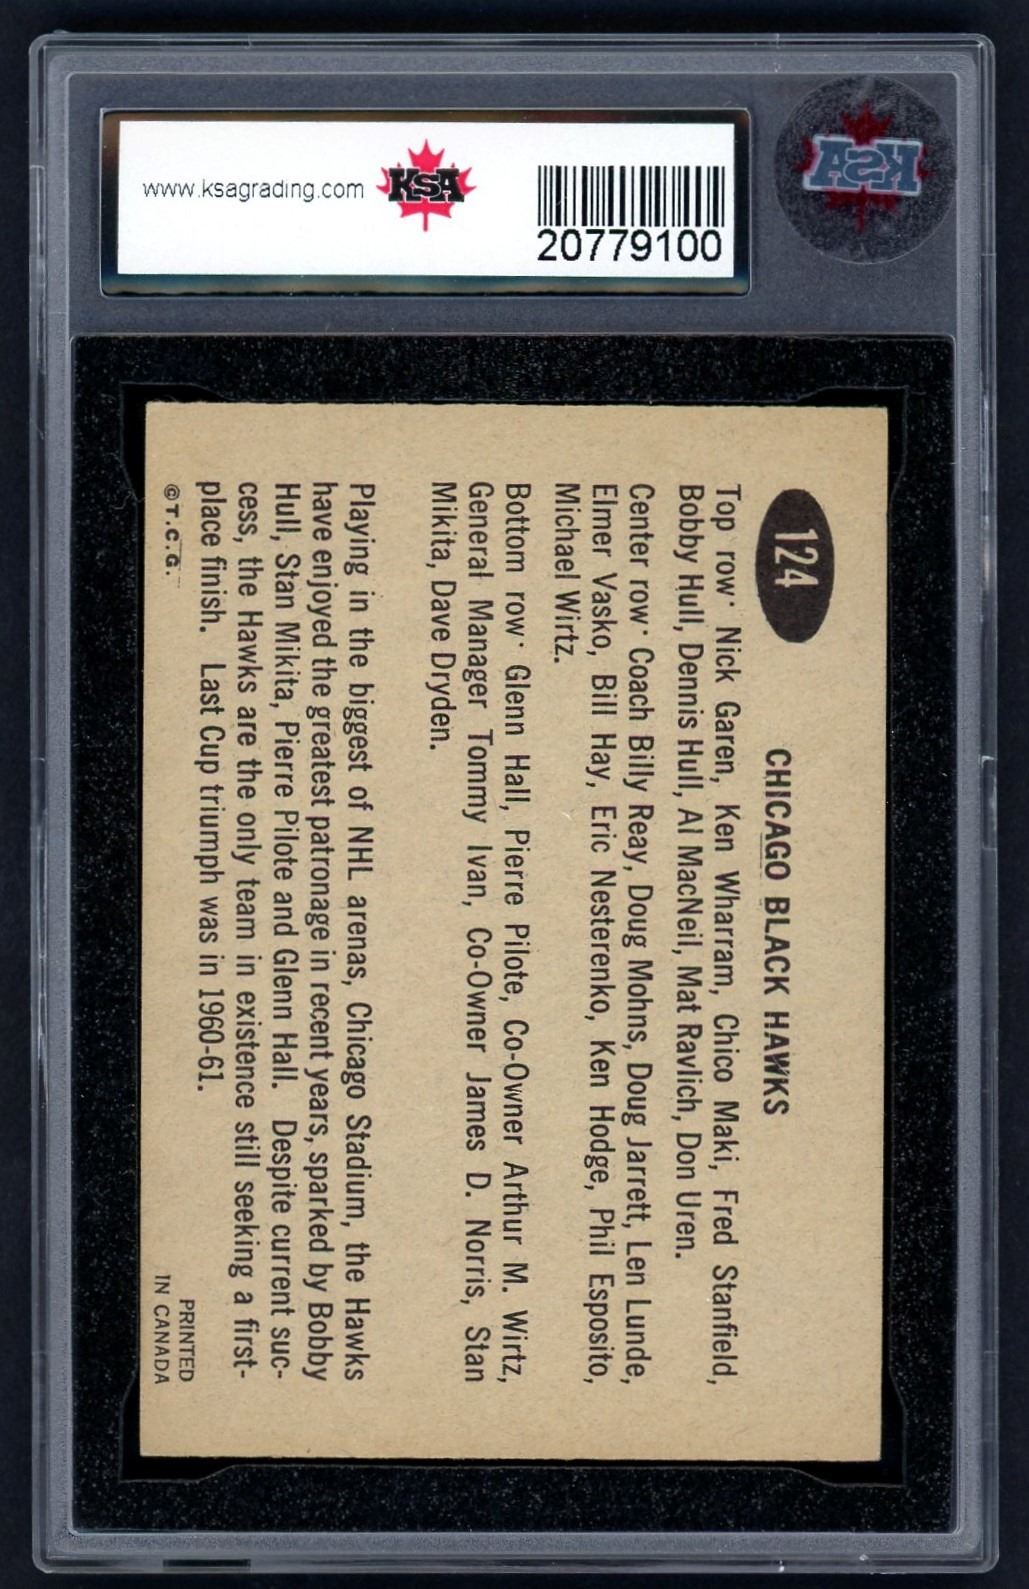 www.ksagrading.com
KSA
20779100
KSA
124
CHICAGO BLACK HAWKS
Top row· Nick Garen, Ken Wharram, Chico Maki, Fred Stanfield,
Bobby Hull, Dennis Hull, Al MacNeil, Mat Ravlich, Don Uren.
Center row· Coach Billy Reay, Doug Mohns, Doug Jarrett, Len Lunde,
Elmer Vasko, Bill Hay, Eric Nesterenko, Ken Hodge, Phil Esposito,
Michael Wirtz.
Bottom row· Glenn Hall, Pierre Pilote, Co-Owner Arthur M. Wirtz,
General Manager Tommy Ivan, Co-Owner James D. Norris, Stan
Mikita, Dave Dryden.
Playing in the biggest of NHL arenas, Chicago Stadium, the Hawks
have enjoyed the greatest patronage in recent years, sparked by Bobby
Hull, Stan Mikita, Pierre Pilote and Glenn Hall. Despite current suc-
cess, the Hawks are the only team in existence still seeking a first-
place finish. Last Cup triumph was in 1960-61.
©T.C.G.
PRINTED
IN CANADA